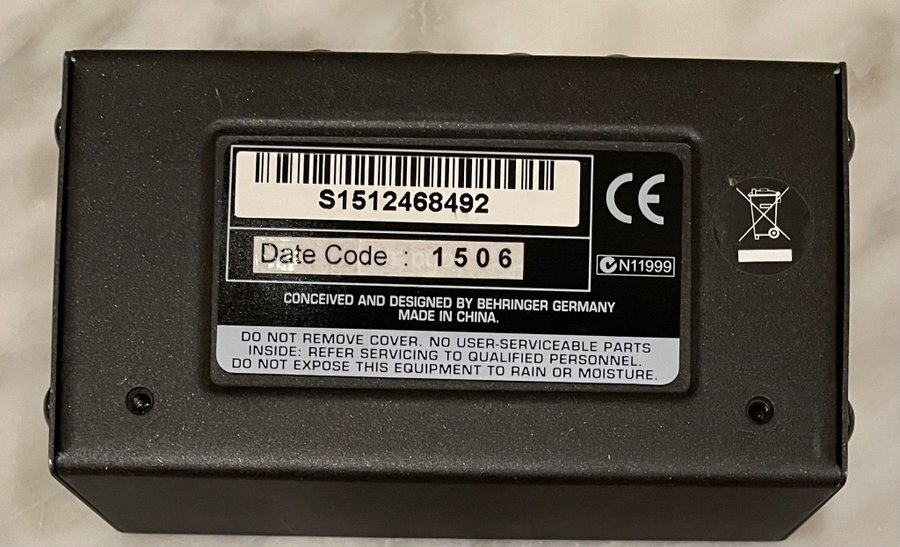 S1512468492
Date Code : 1506
CE
N11999
CONCEIVED AND DESIGNED BY BEHRINGER GERMANY
MADE IN CHINA.
DO NOT REMOVE COVER. NO USER-SERVICEABLE PARTS
INSIDE: REFER SERVICING TO QUALIFIED PERSONNEL.
DO NOT EXPOSE THIS EQUIPMENT TO RAIN OR MOISTURE.